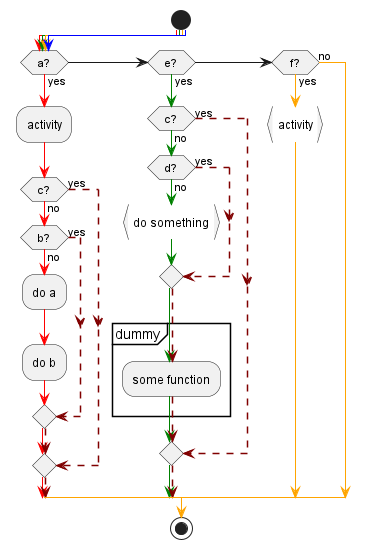 a?
e?
f?
no
yes
yes
yes
activity
c?
yes
no
activity
d?
yes
no
c?
yes
no
do something
b?
yes
no
do a
dummy
do b
some function